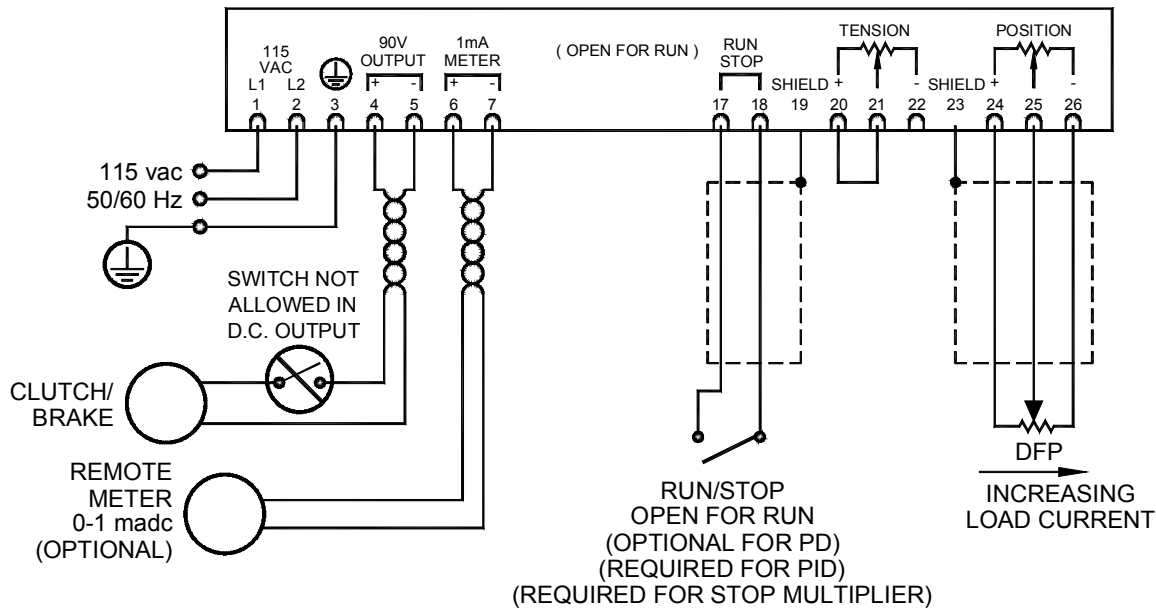 115
VAC
L1 L2
90V
OUTPUT
+ -
1mA
METER
+ -
( OPEN FOR RUN )
RUN
STOP
TENSION
SHIELD + -
POSITION
SHIELD + -
1 2 3 4 5 6 7 17 18 19 20 21 22 23 24 25 26
115 vac
50/60 Hz
SWITCH NOT
ALLOWED IN
D.C. OUTPUT
CLUTCH/
BRAKE
REMOTE
METER
0-1 madc
(OPTIONAL)
RUN/STOP
OPEN FOR RUN
(OPTIONAL FOR PD)
(REQUIRED FOR PID)
(REQUIRED FOR STOP MULTIPLIER)
DFP
INCREASING
LOAD CURRENT